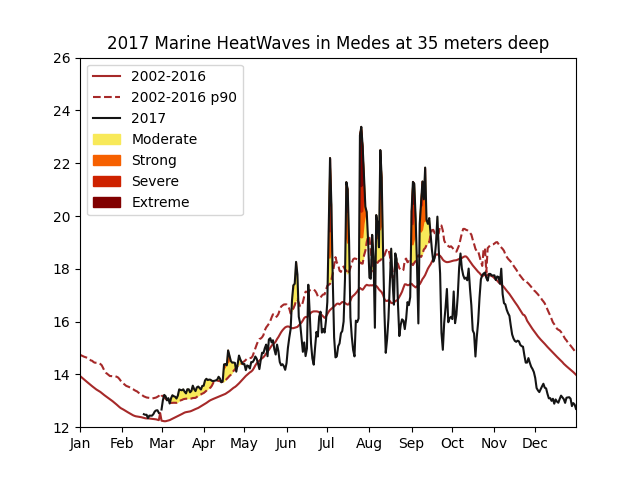 2017 Marine HeatWaves in Medes at 35 meters deep
26
24
22
20
18
16
14
12
2002-2016
2002-2016 p90
2017
Moderate
Strong
Severe
Extreme
Jan Feb Mar Apr May Jun Jul Aug Sep Oct Nov Dec